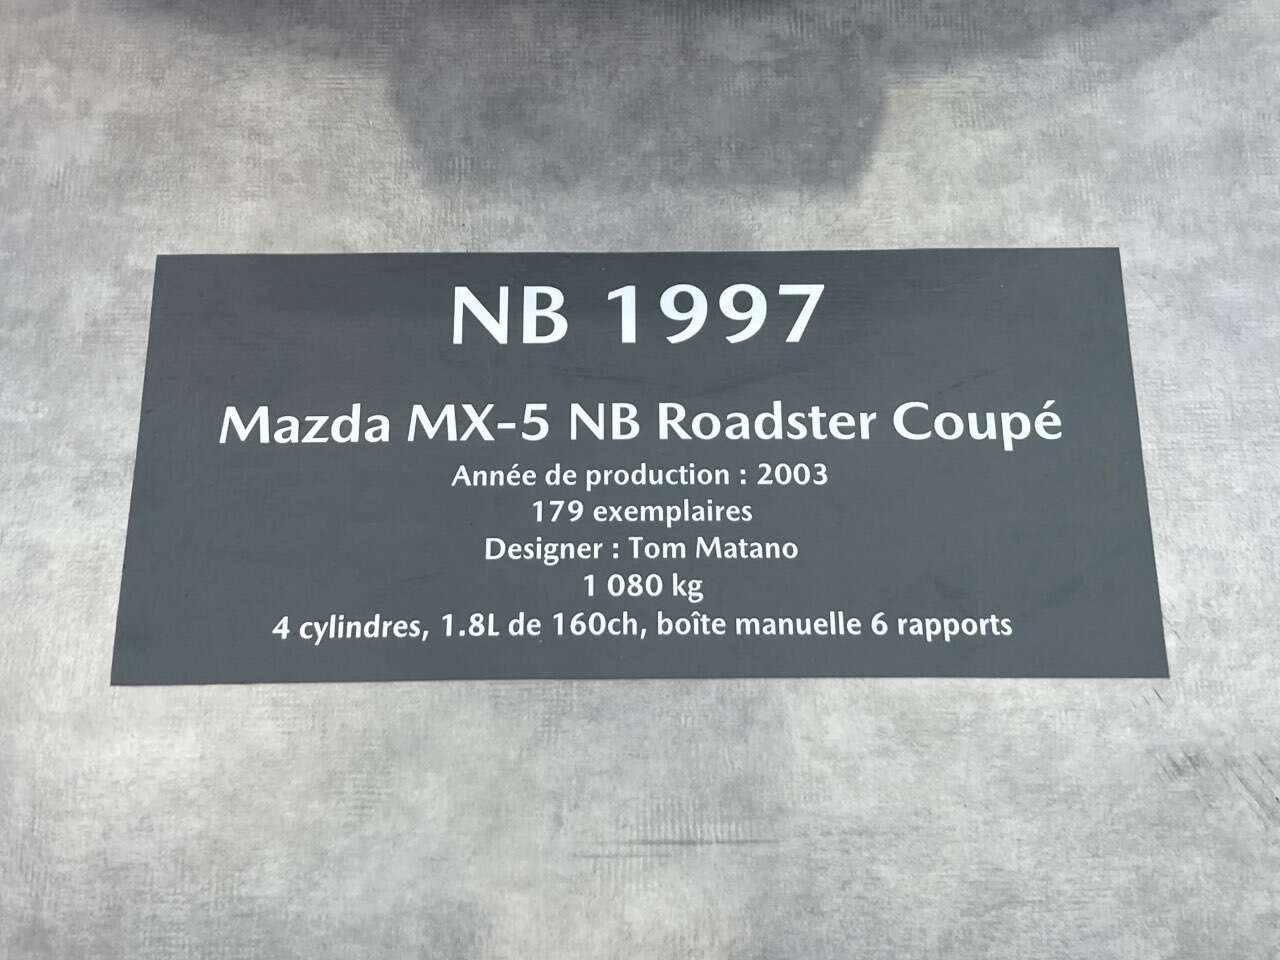 NB 1997
Mazda MX-5 NB Roadster Coupé
Année de production : 2003
179 exemplaires
Designer : Tom Matano
1 080 kg
4 cylindres, 1.8L de 160ch, boîte manuelle 6 rapports